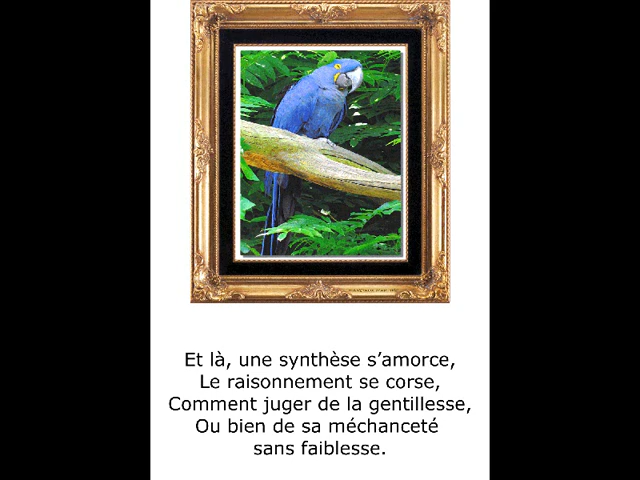 Et là, une synthèse s’amorce,
Le raisonnement se corse,
Comment juger de la gentillesse,
Ou bien de sa méchanceté
sans faiblesse.